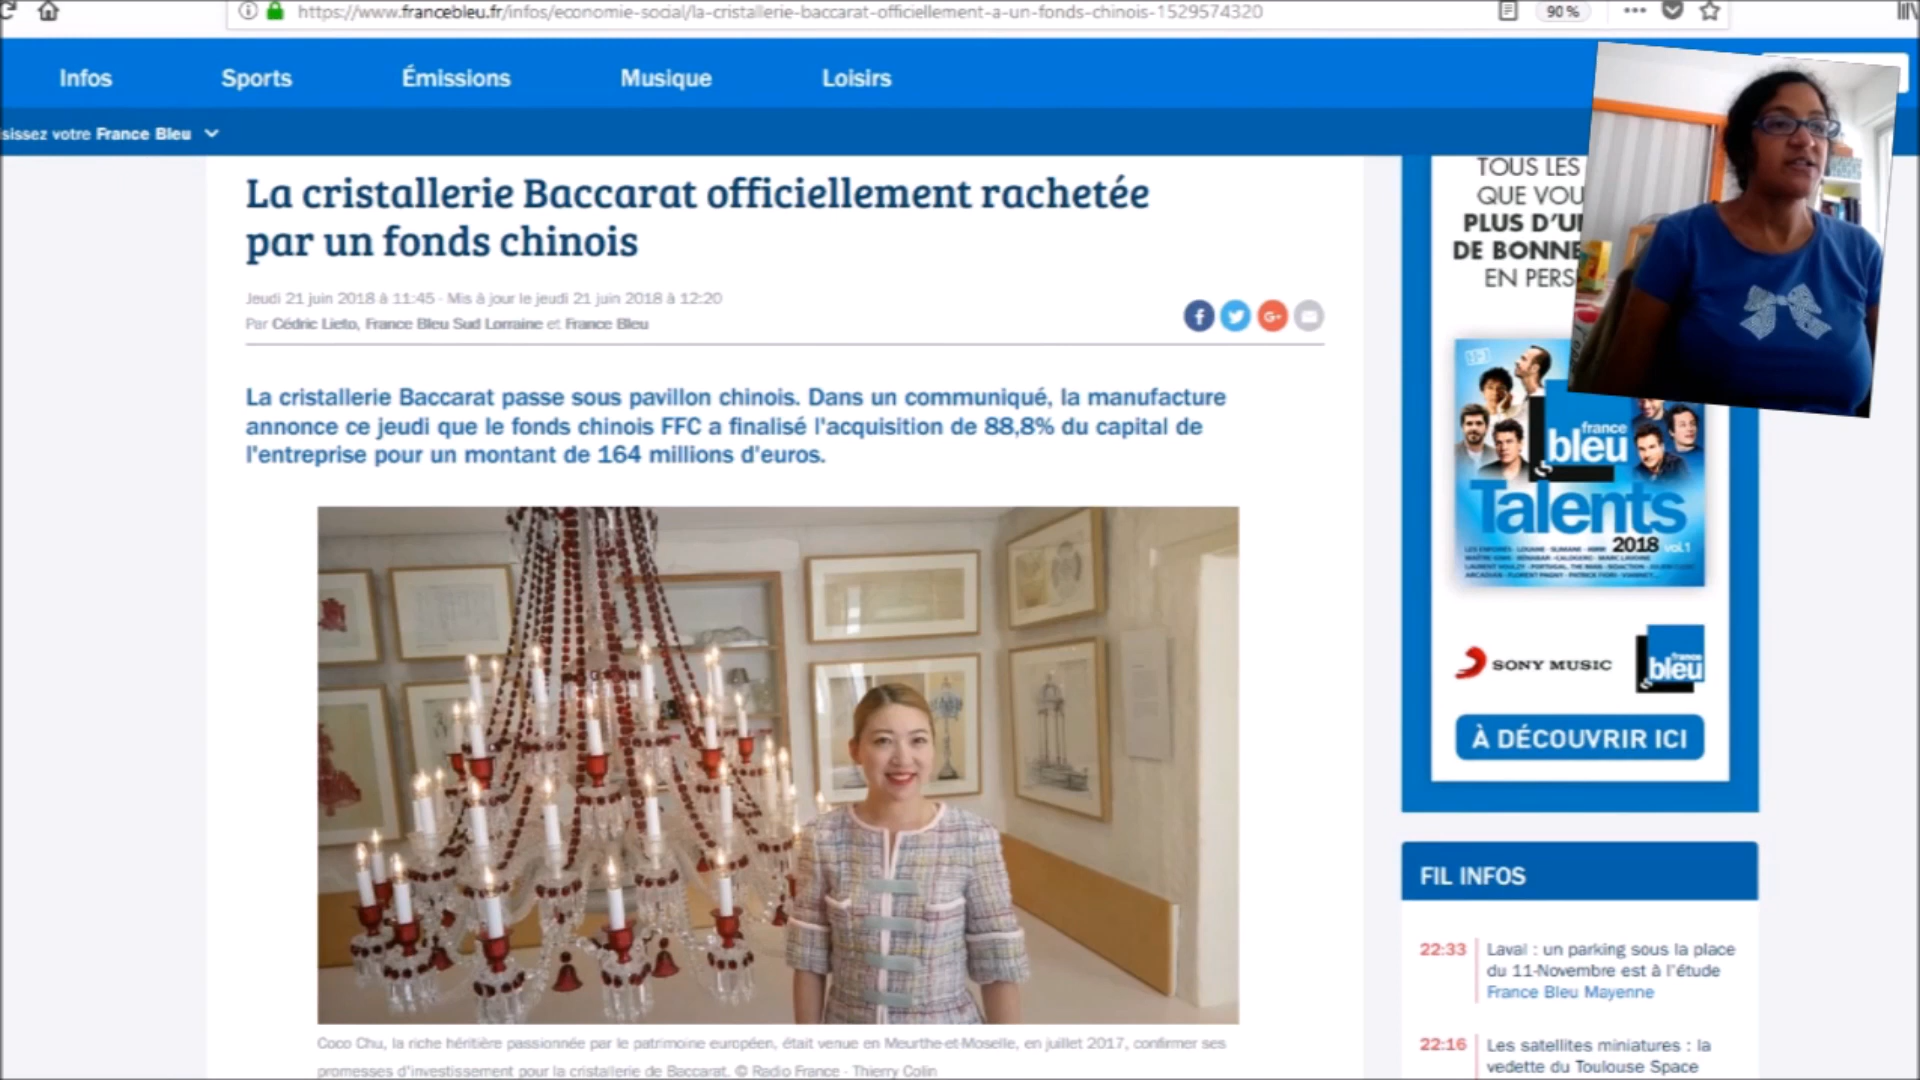 https://www.francebleu.fr/infos/economie-social/la-cristallerie-baccarat-officiellement-a-un-fonds-chinois-1529574320
90 %
Infos
Sports
Émissions
Musique
Loisirs
sissez votre France Bleu
La cristallerie Baccarat officiellement rachetée
par un fonds chinois
Jeudi 21 juin 2018 à 11:45 - Mis à jour le jeudi 21 juin 2018 à 12:20
Par Cédric Lieto, France Bleu Sud Lorraine et France Bleu
La cristallerie Baccarat passe sous pavillon chinois. Dans un communiqué, la manufacture
annonce ce jeudi que le fonds chinois FFC a finalisé l'acquisition de 88,8% du capital de
l'entreprise pour un montant de 164 millions d'euros.
Coco Chu, la riche héritière passionnée par le patrimoine européen, était venue en Meurthe-et-Moselle, en juillet 2017, confirmer ses
promesses d'investissement pour la cristallerie de Baccarat. © Radio France - Thierry Colin
TOUS LES
QUE VOU
PLUS D'U
DE BONNE
EN PERS
france
bleu
Talents
2018 vol.1
SONY MUSIC
france
bleu
À DÉCOUVRIR ICI
FIL INFOS
22:33
Laval : un parking sous la place
du 11-Novembre est à l'étude
France Bleu Mayenne
22:16
Les satellites miniatures : la
vedette du Toulouse Space